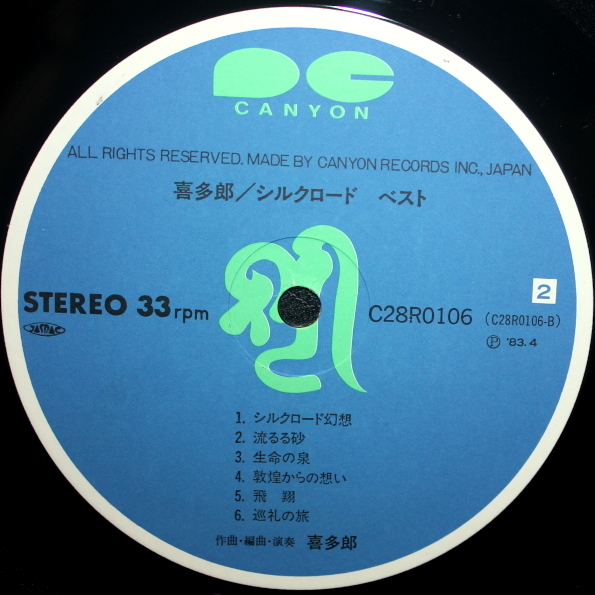 CANYON
ALL RIGHTS RESERVED. MADE BY CANYON RECORDS INC., JAPAN
喜多郎／シルクロード ベスト
2
STEREO 33rpm
C28R0106 (C28R0106-B)
JASRAC
Ⓟ '83.4
1. シルクロード幻想
2. 流るる砂
3. 生命の泉
4. 敦煌からの想い
5. 飛 翔
6. 巡礼の旅
作曲・編曲・演奏 喜多郎